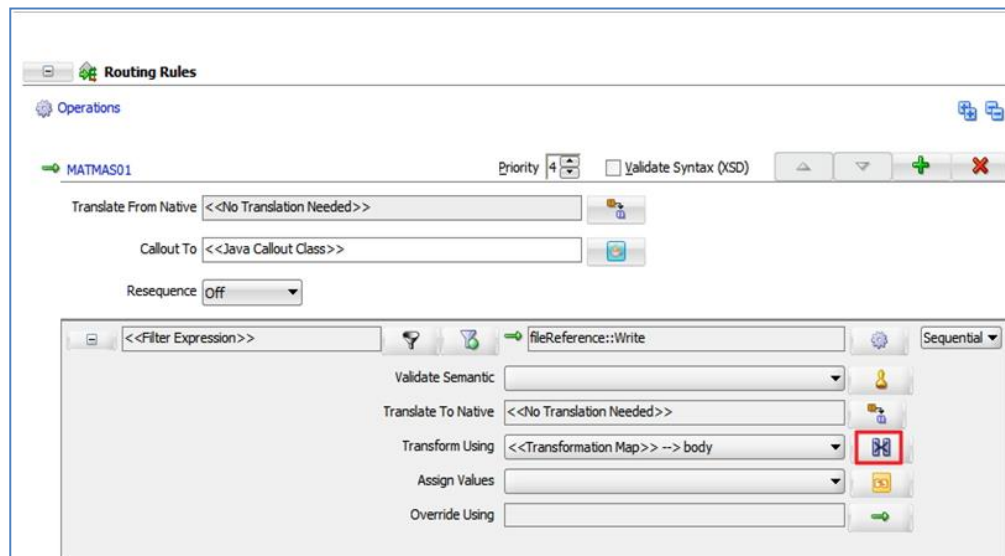 Routing Rules
Operations
MATMAS01 Priority 4 Validate Syntax (XSD)
Translate From Native <<No Translation Needed>>
Callout To <<Java Callout Class>>
Resequence Off
<<Filter Expression>> fileReference::Write Sequential
Validate Semantic
Translate To Native <<No Translation Needed>>
Transform Using <<Transformation Map>> --> body
Assign Values
Override Using